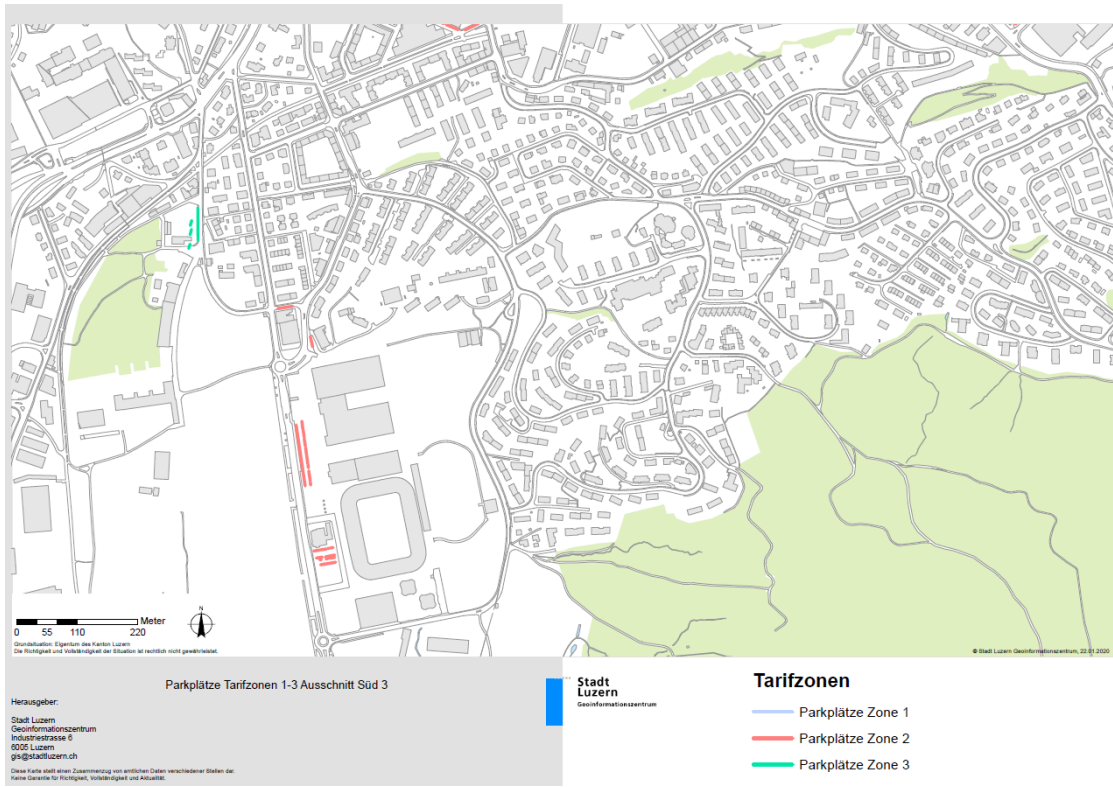 N
Meter
0 55 110 220
Grundsituation: Eigentum des Kanton Luzern
Die Richtigkeit und Vollständigkeit der Situation ist rechtlich nicht gewährleistet.
© Stadt Luzern Geoinformationszentrum, 22.01.2020
Parkplätze Tarifzonen 1-3 Ausschnitt Süd 3
Herausgeber:
Stadt Luzern
Geoinformationszentrum
Industriestrasse 6
6005 Luzern
gis@stadtluzern.ch
Diese Karte stellt einen Zusammenzug von amtlichen Daten verschiedener Stellen dar.
Keine Garantie für Richtigkeit, Vollständigkeit und Aktualität.
Stadt
Luzern
Geoinformationszentrum
Tarifzonen
Parkplätze Zone 1
Parkplätze Zone 2
Parkplätze Zone 3